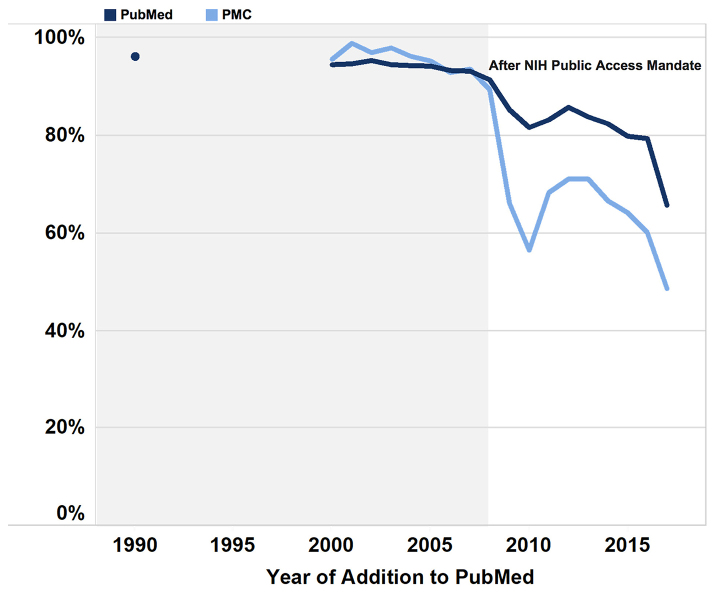 PubMed PMC
100%
After NIH Public Access Mandate
80%
60%
40%
20%
0%
1990 1995 2000 2005 2010 2015
Year of Addition to PubMed